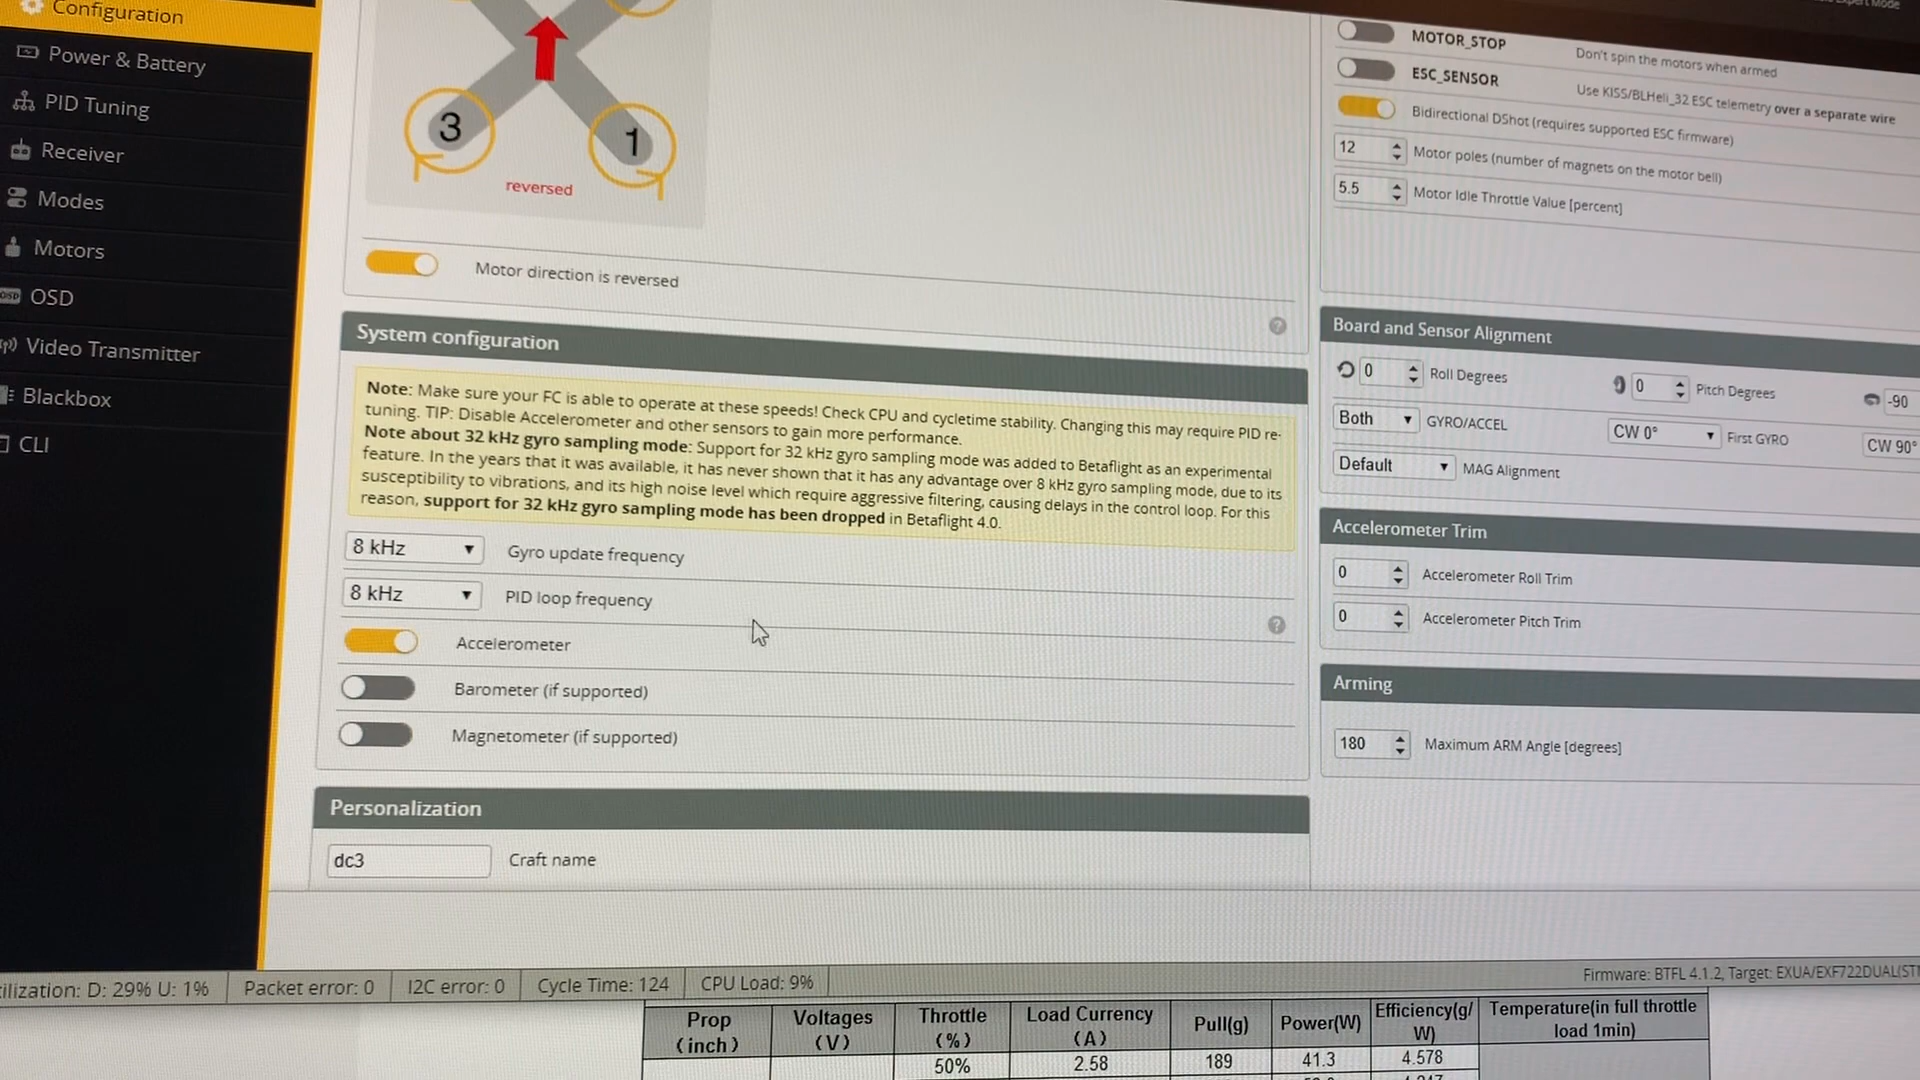 Configuration
Power & Battery
PID Tuning
Receiver
Modes
Motors
OSD
OSD
Video Transmitter
Blackbox
CLI
3
1
reversed
Motor direction is reversed
?
System configuration
Note: Make sure your FC is able to operate at these speeds! Check CPU and cycletime stability. Changing this may require PID re-
tuning. TIP: Disable Accelerometer and other sensors to gain more performance.
Note about 32 kHz gyro sampling mode: Support for 32 kHz gyro sampling mode was added to Betaflight as an experimental
feature. In the years that it was available, it has never shown that it has any advantage over 8 kHz gyro sampling mode, due to its
susceptibility to vibrations, and its high noise level which require aggressive filtering, causing delays in the control loop. For this
reason, support for 32 kHz gyro sampling mode has been dropped in Betaflight 4.0.
8 kHz Gyro update frequency
8 kHz PID loop frequency
?
Accelerometer
Barometer (if supported)
Magnetometer (if supported)
Personalization
dc3 Craft name
Expert Mode
MOTOR_STOP Don't spin the motors when armed
ESC_SENSOR Use KISS/BLHeli_32 ESC telemetry over a separate wire
Bidirectional DShot (requires supported ESC firmware)
12 Motor poles (number of magnets on the motor bell)
5.5 Motor Idle Throttle Value [percent]
Board and Sensor Alignment
0 Roll Degrees 0 Pitch Degrees -90
Both GYRO/ACCEL CW 0° First GYRO CW 90°
Default MAG Alignment
Accelerometer Trim
0 Accelerometer Roll Trim
0 Accelerometer Pitch Trim
Arming
180 Maximum ARM Angle [degrees]
ilization: D: 29% U: 1% Packet error: 0 I2C error: 0 Cycle Time: 124 CPU Load: 9% Firmware: BTFL 4.1.2, Target: EXUA/EXF722DUAL(ST
Prop (inch) Voltages (V) Throttle (%) Load Current (A) Pull(g) Power(W) Efficiency(g/W) Temperature(in full throttle load 1min)
50% 2.58 189 41.3 4.578